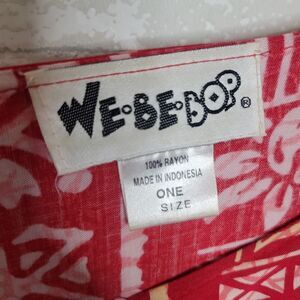 WE·BE·BOP®
100% RAYON
MADE IN INDONESIA
ONE
SIZE